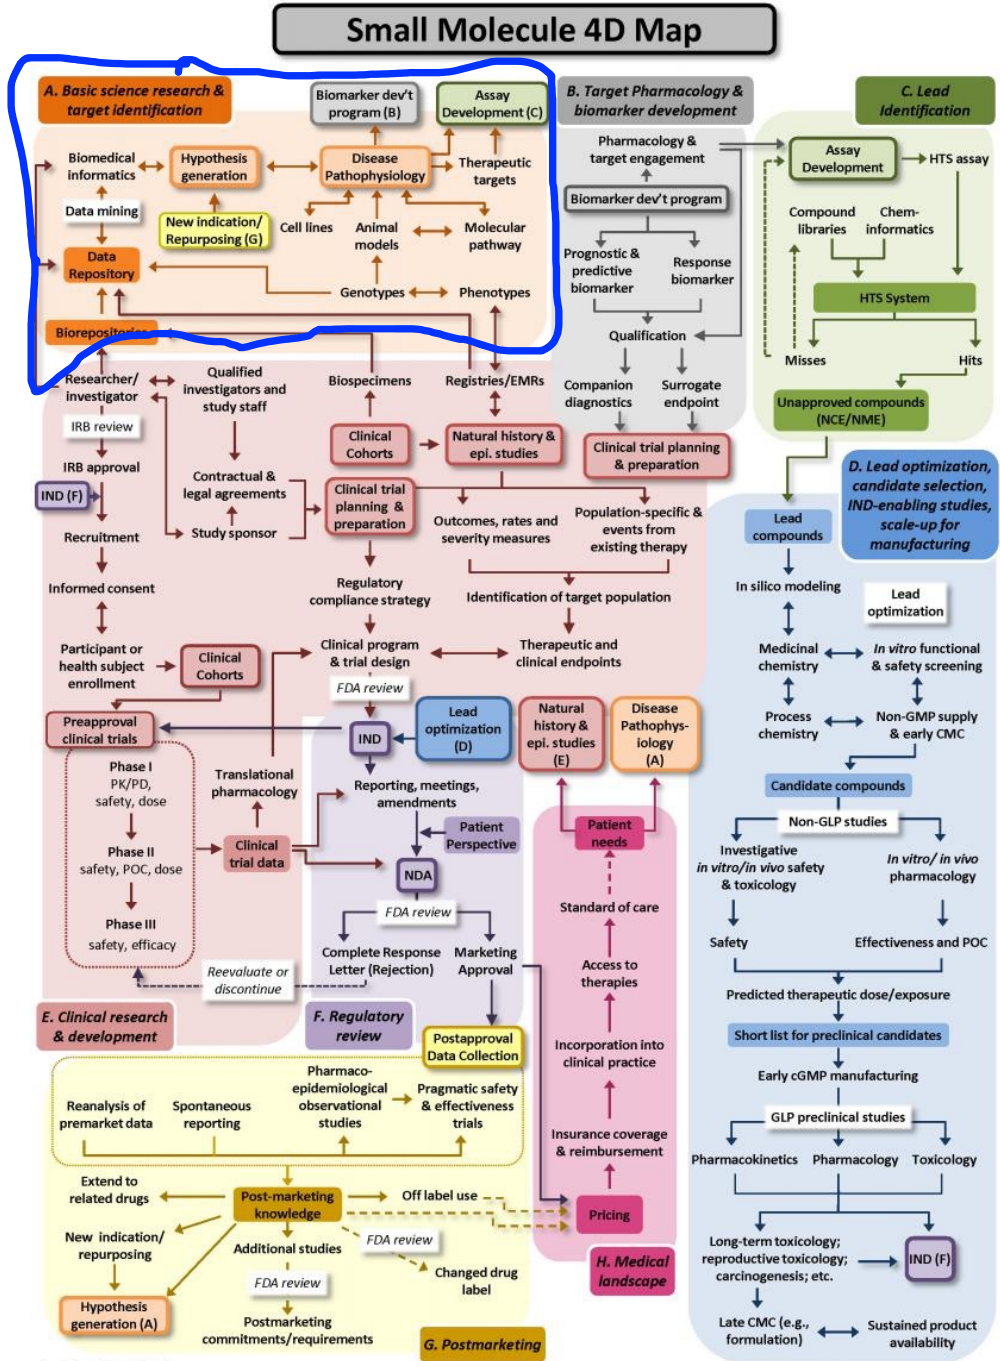 Small Molecule 4D Map
A. Basic science research &
target identification
Biomarker dev't
program (B)
Assay
Development (C)
Biomedical
informatics
Hypothesis
generation
Disease
Pathophysiology
Therapeutic
targets
Data mining
New indication/
Repurposing (G)
Cell lines
Animal
models
Molecular
pathway
Data
Repository
Genotypes
Phenotypes
Biorepositories
B. Target Pharmacology &
biomarker development
Pharmacology &
target engagement
Biomarker dev't program
Prognostic &
predictive
biomarker
Response
biomarker
Qualification
Companion
diagnostics
Surrogate
endpoint
Clinical trial planning
& preparation
C. Lead
Identification
Assay
Development
HTS assay
Compound
libraries
Chem-
informatics
HTS System
Misses
Hits
Unapproved compounds
(NCE/NME)
D. Lead optimization,
candidate selection,
IND-enabling studies,
scale-up for
manufacturing
Lead
compounds
In silico modeling
Lead
optimization
Medicinal
chemistry
In vitro functional
& safety screening
Process
chemistry
Non-GMP supply
& early CMC
Candidate compounds
Non-GLP studies
Investigative
in vitro/in vivo safety
& toxicology
In vitro/ in vivo
pharmacology
Safety
Effectiveness and POC
Predicted therapeutic dose/exposure
Short list for preclinical candidates
Early cGMP manufacturing
GLP preclinical studies
Pharmacokinetics
Pharmacology
Toxicology
Long-term toxicology;
reproductive toxicology;
carcinogenesis; etc.
IND (F)
Late CMC (e.g.,
formulation)
Sustained product
availability
Researcher/
investigator
Qualified
investigators and
study staff
Biospecimens
Registries/EMRs
IRB review
Clinical
Cohorts
Natural history &
epi. studies
IRB approval
IND (F)
Contractual &
legal agreements
Clinical trial
planning &
preparation
Study sponsor
Outcomes, rates and
severity measures
Population-specific &
events from
existing therapy
Recruitment
Informed consent
Regulatory
compliance strategy
Identification of target population
Participant or
health subject
enrollment
Clinical
Cohorts
Clinical program
& trial design
Therapeutic and
clinical endpoints
FDA review
Preapproval
clinical trials
Phase I
PK/PD,
safety, dose
Phase II
safety, POC, dose
Phase III
safety, efficacy
Translational
pharmacology
Clinical
trial data
Reevaluate or
discontinue
E. Clinical research
& development
IND
Lead
optimization
(D)
Reporting, meetings,
amendments
Patient
Perspective
NDA
FDA review
Complete Response
Letter (Rejection)
Marketing
Approval
F. Regulatory
review
Natural
history &
epi. studies
(E)
Disease
Pathophys-
iology
(A)
Patient
needs
Standard of care
Access to
therapies
Incorporation into
clinical practice
Insurance coverage
& reimbursement
Pricing
H. Medical
landscape
Postapproval
Data Collection
Reanalysis of
premarket data
Spontaneous
reporting
Pharmaco-
epidemiological
observational
studies
Pragmatic safety
& effectiveness
trials
Extend to
related drugs
Post-marketing
knowledge
Off label use
New indication/
repurposing
Additional studies
FDA review
Changed drug
label
Hypothesis
generation (A)
FDA review
Postmarketing
commitments/requirements
G. Postmarketing